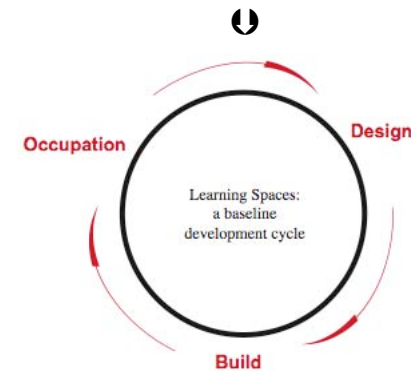 Occupation
Design
Learning Spaces:
a baseline
development cycle
Build